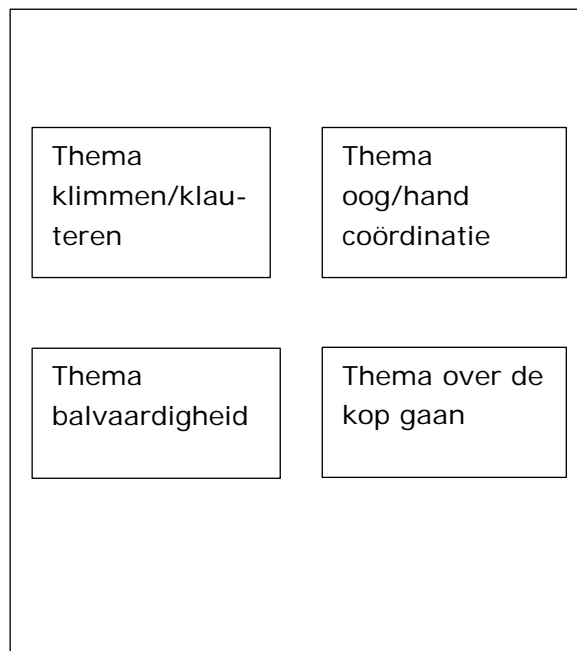 Thema
klimmen/klau-
teren
Thema
oog/hand
coördinatie
Thema
balvaardigheid
Thema over de
kop gaan